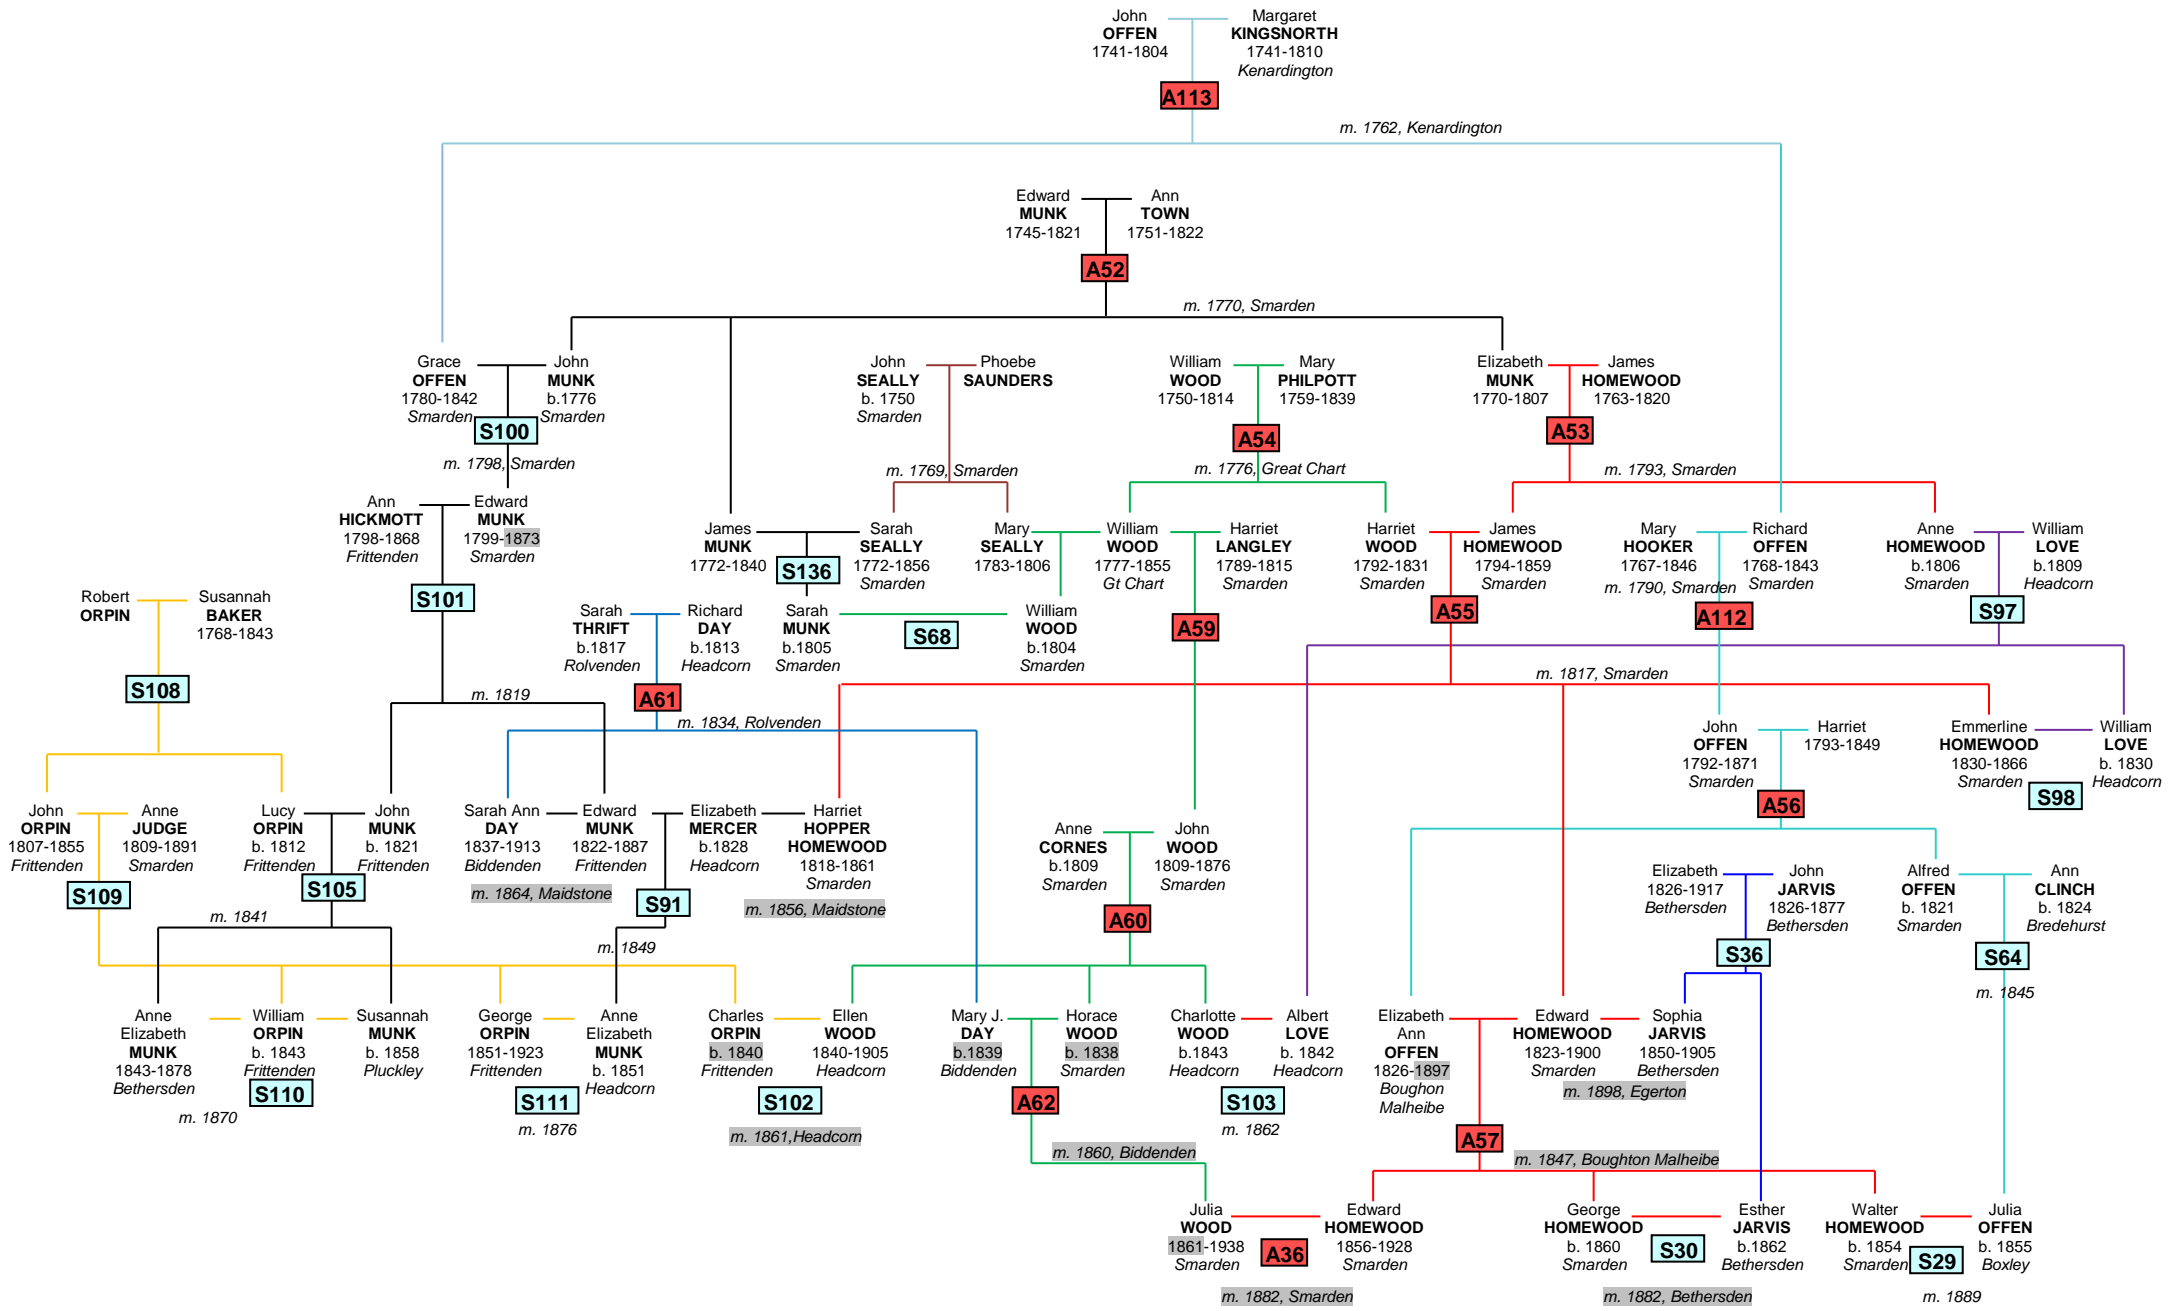 John
OFFEN
1741-1804
Margaret
KINGSNORTH
1741-1810
Kenardington
A113
m. 1762, Kenardington
Edward
MUNK
1745-1821
Ann
TOWN
1751-1822
A52
m. 1770, Smarden
Grace
OFFEN
1780-1842
Smarden
John
MUNK
b.1776
Smarden
S100
m. 1798, Smarden
John
SEALLY
b. 1750
Smarden
Phoebe
SAUNDERS
m. 1769, Smarden
William
WOOD
1750-1814
Mary
PHILPOTT
1759-1839
A54
m. 1776, Great Chart
Elizabeth
MUNK
1770-1807
James
HOMEWOOD
1763-1820
A53
m. 1793, Smarden
Ann
HICKMOTT
1798-1868
Frittenden
Edward
MUNK
1799-1873
Smarden
S101
m. 1819
James
MUNK
1772-1840
Sarah
SEALLY
1772-1856
Smarden
S136
Mary
SEALLY
1783-1806
William
WOOD
1777-1855
Gt Chart
Harriet
LANGLEY
1789-1815
Smarden
A59
Harriet
WOOD
1792-1831
Smarden
James
HOMEWOOD
1794-1859
Smarden
A55
m. 1817, Smarden
Mary
HOOKER
1767-1846
Richard
OFFEN
1768-1843
Smarden
m. 1790, Smarden
A112
Anne
HOMEWOOD
b.1806
Smarden
William
LOVE
b.1809
Headcorn
S97
Robert
ORPIN
Susannah
BAKER
1768-1843
S108
Sarah
THRIFT
b.1817
Rolvenden
Richard
DAY
b.1813
Headcorn
A61
m. 1834, Rolvenden
Sarah
MUNK
b.1805
Smarden
S68
William
WOOD
b.1804
Smarden
John
OFFEN
1792-1871
Smarden
Harriet
1793-1849
A56
Emmerline
HOMEWOOD
1830-1866
Smarden
William
LOVE
b. 1830
Headcorn
S98
John
ORPIN
1807-1855
Frittenden
Anne
JUDGE
1809-1891
Smarden
S109
Lucy
ORPIN
b. 1812
Frittenden
John
MUNK
b. 1821
Frittenden
S105
m. 1841
Sarah Ann
DAY
1837-1913
Biddenden
Edward
MUNK
1822-1887
Frittenden
m. 1864, Maidstone
Elizabeth
MERCER
b.1828
Headcorn
S91
m. 1849
Harriet
HOPPER
HOMEWOOD
1818-1861
Smarden
m. 1856, Maidstone
Anne
CORNES
b.1809
Smarden
John
WOOD
1809-1876
Smarden
A60
Elizabeth
1826-1917
Bethersden
John
JARVIS
1826-1877
Bethersden
S36
Alfred
OFFEN
b. 1821
Smarden
Ann
CLINCH
b. 1824
Bredehurst
S64
m. 1845
Anne
Elizabeth
MUNK
1843-1878
Bethersden
William
ORPIN
b. 1843
Frittenden
Susannah
MUNK
b. 1858
Pluckley
S110
m. 1870
George
ORPIN
1851-1923
Frittenden
Anne
Elizabeth
MUNK
b. 1851
Headcorn
S111
m. 1876
Charles
ORPIN
b. 1840
Frittenden
Ellen
WOOD
1840-1905
Headcorn
S102
m. 1861,Headcorn
Mary J.
DAY
b.1839
Biddenden
Horace
WOOD
b. 1838
Smarden
A62
m. 1860, Biddenden
Charlotte
WOOD
b.1843
Headcorn
Albert
LOVE
b. 1842
Headcorn
S103
m. 1862
Elizabeth
Ann
OFFEN
1826-1897
Boughon
Malheibe
Edward
HOMEWOOD
1823-1900
Smarden
Sophia
JARVIS
1850-1905
Bethersden
m. 1898, Egerton
A57
m. 1847, Boughton Malheibe
Julia
WOOD
1861-1938
Smarden
Edward
HOMEWOOD
1856-1928
Smarden
A36
m. 1882, Smarden
George
HOMEWOOD
b. 1860
Smarden
Esther
JARVIS
b.1862
Bethersden
S30
m. 1882, Bethersden
Walter
HOMEWOOD
b. 1854
Smarden
Julia
OFFEN
b. 1855
Boxley
S29
m. 1889